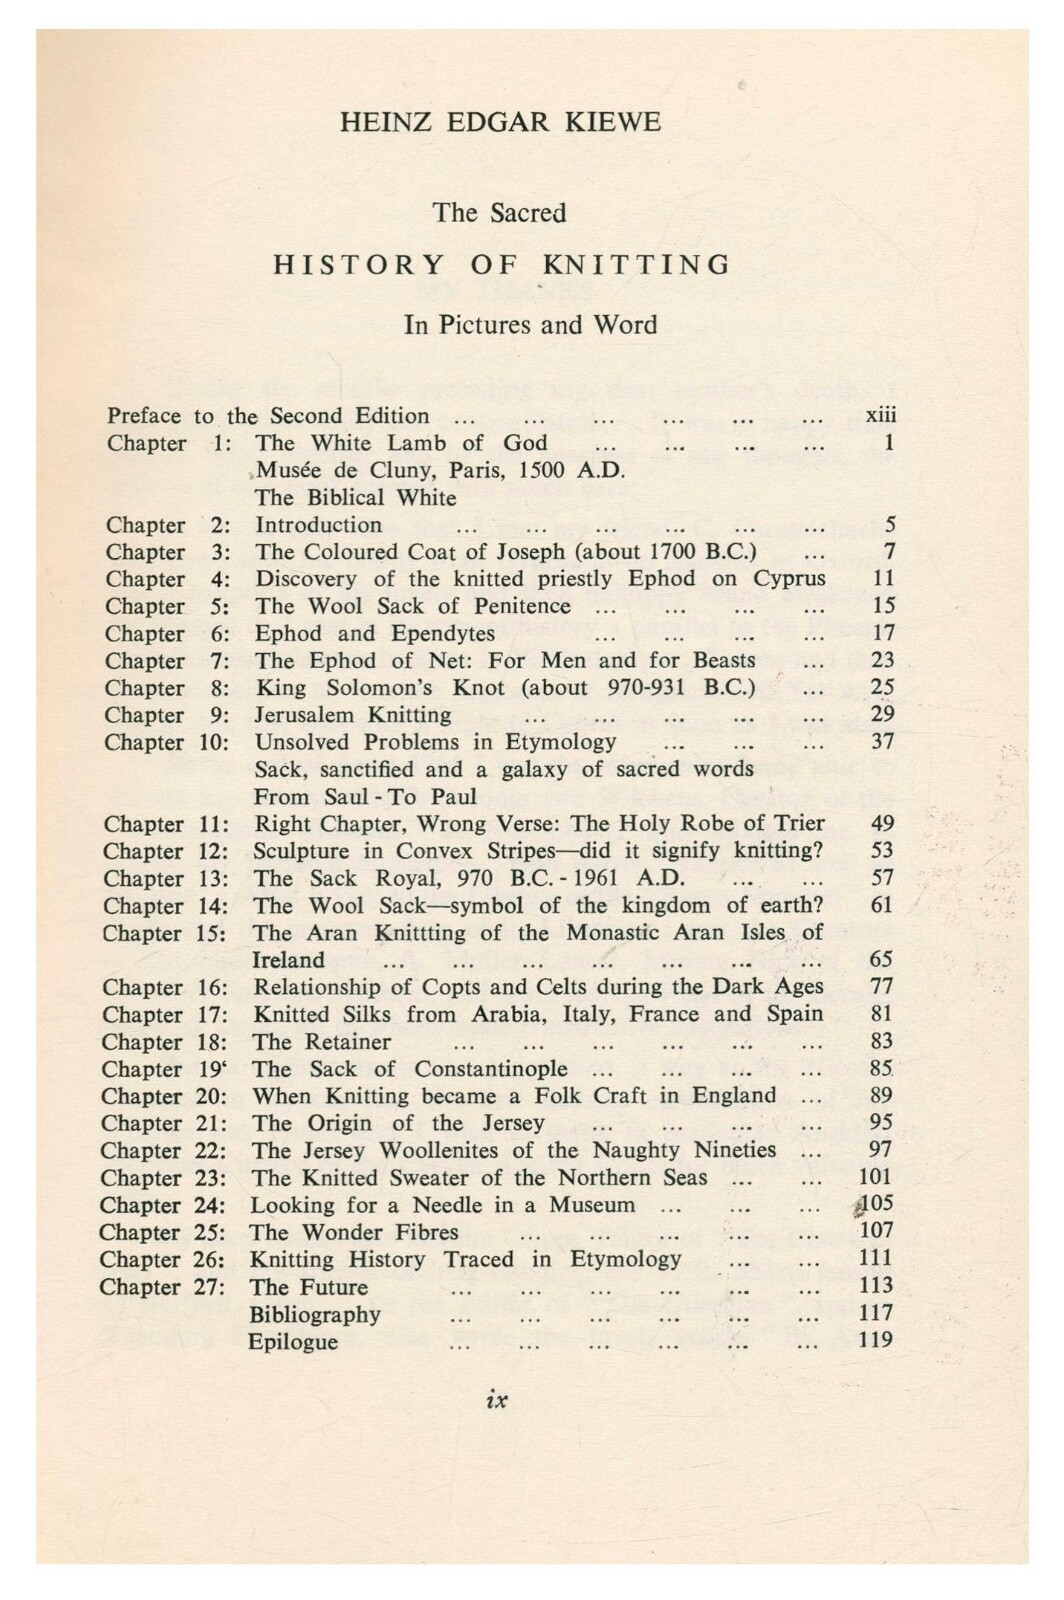 HEINZ EDGAR KIEWE
The Sacred
HISTORY OF KNITTING
In Pictures and Word
Preface to the Second Edition ... ... ... ... ... ... xiii
Chapter 1: The White Lamb of God ... ... ... ... 1
Musée de Cluny, Paris, 1500 A.D.
The Biblical White
Chapter 2: Introduction ... ... ... ... ... ... 5
Chapter 3: The Coloured Coat of Joseph (about 1700 B.C.) ... 7
Chapter 4: Discovery of the knitted priestly Ephod on Cyprus 11
Chapter 5: The Wool Sack of Penitence ... ... ... ... 15
Chapter 6: Ephod and Ependytes ... ... ... ... 17
Chapter 7: The Ephod of Net: For Men and for Beasts ... 23
Chapter 8: King Solomon's Knot (about 970-931 B.C.) ... 25
Chapter 9: Jerusalem Knitting ... ... ... ... ... 29
Chapter 10: Unsolved Problems in Etymology ... ... ... 37
Sack, sanctified and a galaxy of sacred words
From Saul - To Paul
Chapter 11: Right Chapter, Wrong Verse: The Holy Robe of Trier 49
Chapter 12: Sculpture in Convex Stripes—did it signify knitting? 53
Chapter 13: The Sack Royal, 970 B.C. - 1961 A.D. ... ... 57
Chapter 14: The Wool Sack—symbol of the kingdom of earth? 61
Chapter 15: The Aran Knittting of the Monastic Aran Isles of
Ireland ... ... ... ... ... ... ... 65
Chapter 16: Relationship of Copts and Celts during the Dark Ages 77
Chapter 17: Knitted Silks from Arabia, Italy, France and Spain 81
Chapter 18: The Retainer ... ... ... ... ... ... 83
Chapter 19‘ The Sack of Constantinople ... ... ... ... 85
Chapter 20: When Knitting became a Folk Craft in England ... 89
Chapter 21: The Origin of the Jersey ... ... ... ... 95
Chapter 22: The Jersey Woollenites of the Naughty Nineties ... 97
Chapter 23: The Knitted Sweater of the Northern Seas ... ... 101
Chapter 24: Looking for a Needle in a Museum ... ... ... 105
Chapter 25: The Wonder Fibres ... ... ... ... ... 107
Chapter 26: Knitting History Traced in Etymology ... ... 111
Chapter 27: The Future ... ... ... ... ... ... 113
Bibliography ... ... ... ... ... ... 117
Epilogue ... ... ... ... ... ... 119
ix